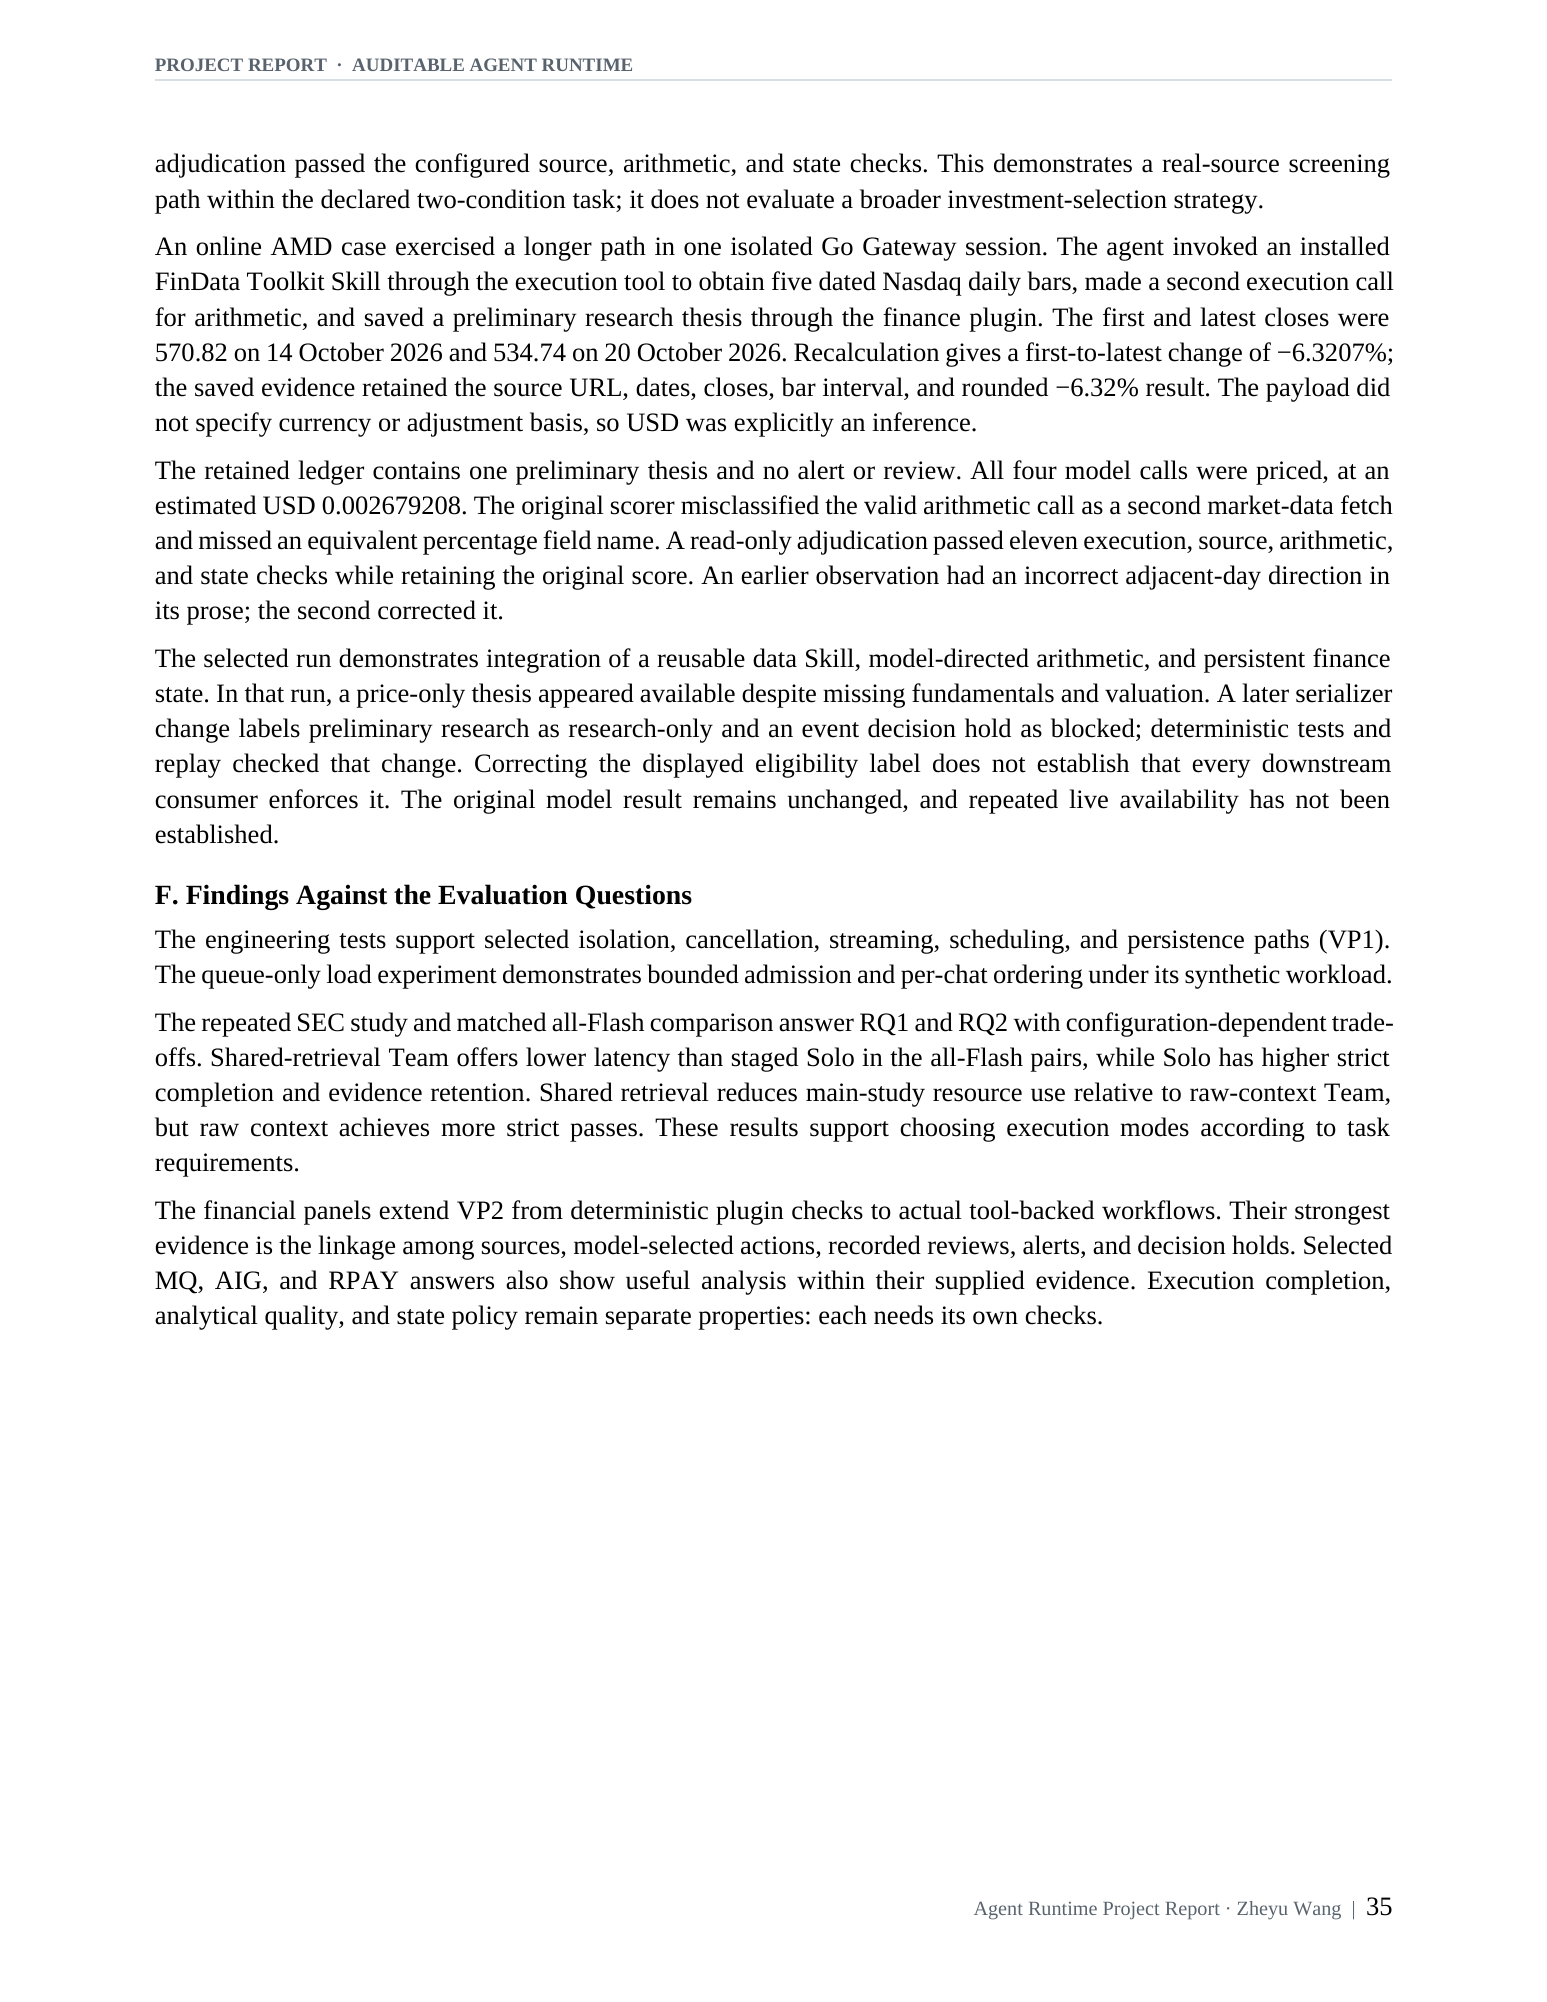 PROJECT REPORT · AUDITABLE AGENT RUNTIME
adjudication passed the configured source, arithmetic, and state checks. This demonstrates a real-source screening
path within the declared two-condition task; it does not evaluate a broader investment-selection strategy.
An online AMD case exercised a longer path in one isolated Go Gateway session. The agent invoked an installed
FinData Toolkit Skill through the execution tool to obtain five dated Nasdaq daily bars, made a second execution call
for arithmetic, and saved a preliminary research thesis through the finance plugin. The first and latest closes were
570.82 on 14 October 2026 and 534.74 on 20 October 2026. Recalculation gives a first-to-latest change of −6.3207%;
the saved evidence retained the source URL, dates, closes, bar interval, and rounded −6.32% result. The payload did
not specify currency or adjustment basis, so USD was explicitly an inference.
The retained ledger contains one preliminary thesis and no alert or review. All four model calls were priced, at an
estimated USD 0.002679208. The original scorer misclassified the valid arithmetic call as a second market-data fetch
and missed an equivalent percentage field name. A read-only adjudication passed eleven execution, source, arithmetic,
and state checks while retaining the original score. An earlier observation had an incorrect adjacent-day direction in
its prose; the second corrected it.
The selected run demonstrates integration of a reusable data Skill, model-directed arithmetic, and persistent finance
state. In that run, a price-only thesis appeared available despite missing fundamentals and valuation. A later serializer
change labels preliminary research as research-only and an event decision hold as blocked; deterministic tests and
replay checked that change. Correcting the displayed eligibility label does not establish that every downstream
consumer enforces it. The original model result remains unchanged, and repeated live availability has not been
established.
F. Findings Against the Evaluation Questions
The engineering tests support selected isolation, cancellation, streaming, scheduling, and persistence paths (VP1).
The queue-only load experiment demonstrates bounded admission and per-chat ordering under its synthetic workload.
The repeated SEC study and matched all-Flash comparison answer RQ1 and RQ2 with configuration-dependent trade-
offs. Shared-retrieval Team offers lower latency than staged Solo in the all-Flash pairs, while Solo has higher strict
completion and evidence retention. Shared retrieval reduces main-study resource use relative to raw-context Team,
but raw context achieves more strict passes. These results support choosing execution modes according to task
requirements.
The financial panels extend VP2 from deterministic plugin checks to actual tool-backed workflows. Their strongest
evidence is the linkage among sources, model-selected actions, recorded reviews, alerts, and decision holds. Selected
MQ, AIG, and RPAY answers also show useful analysis within their supplied evidence. Execution completion,
analytical quality, and state policy remain separate properties: each needs its own checks.
Agent Runtime Project Report · Zheyu Wang | 35